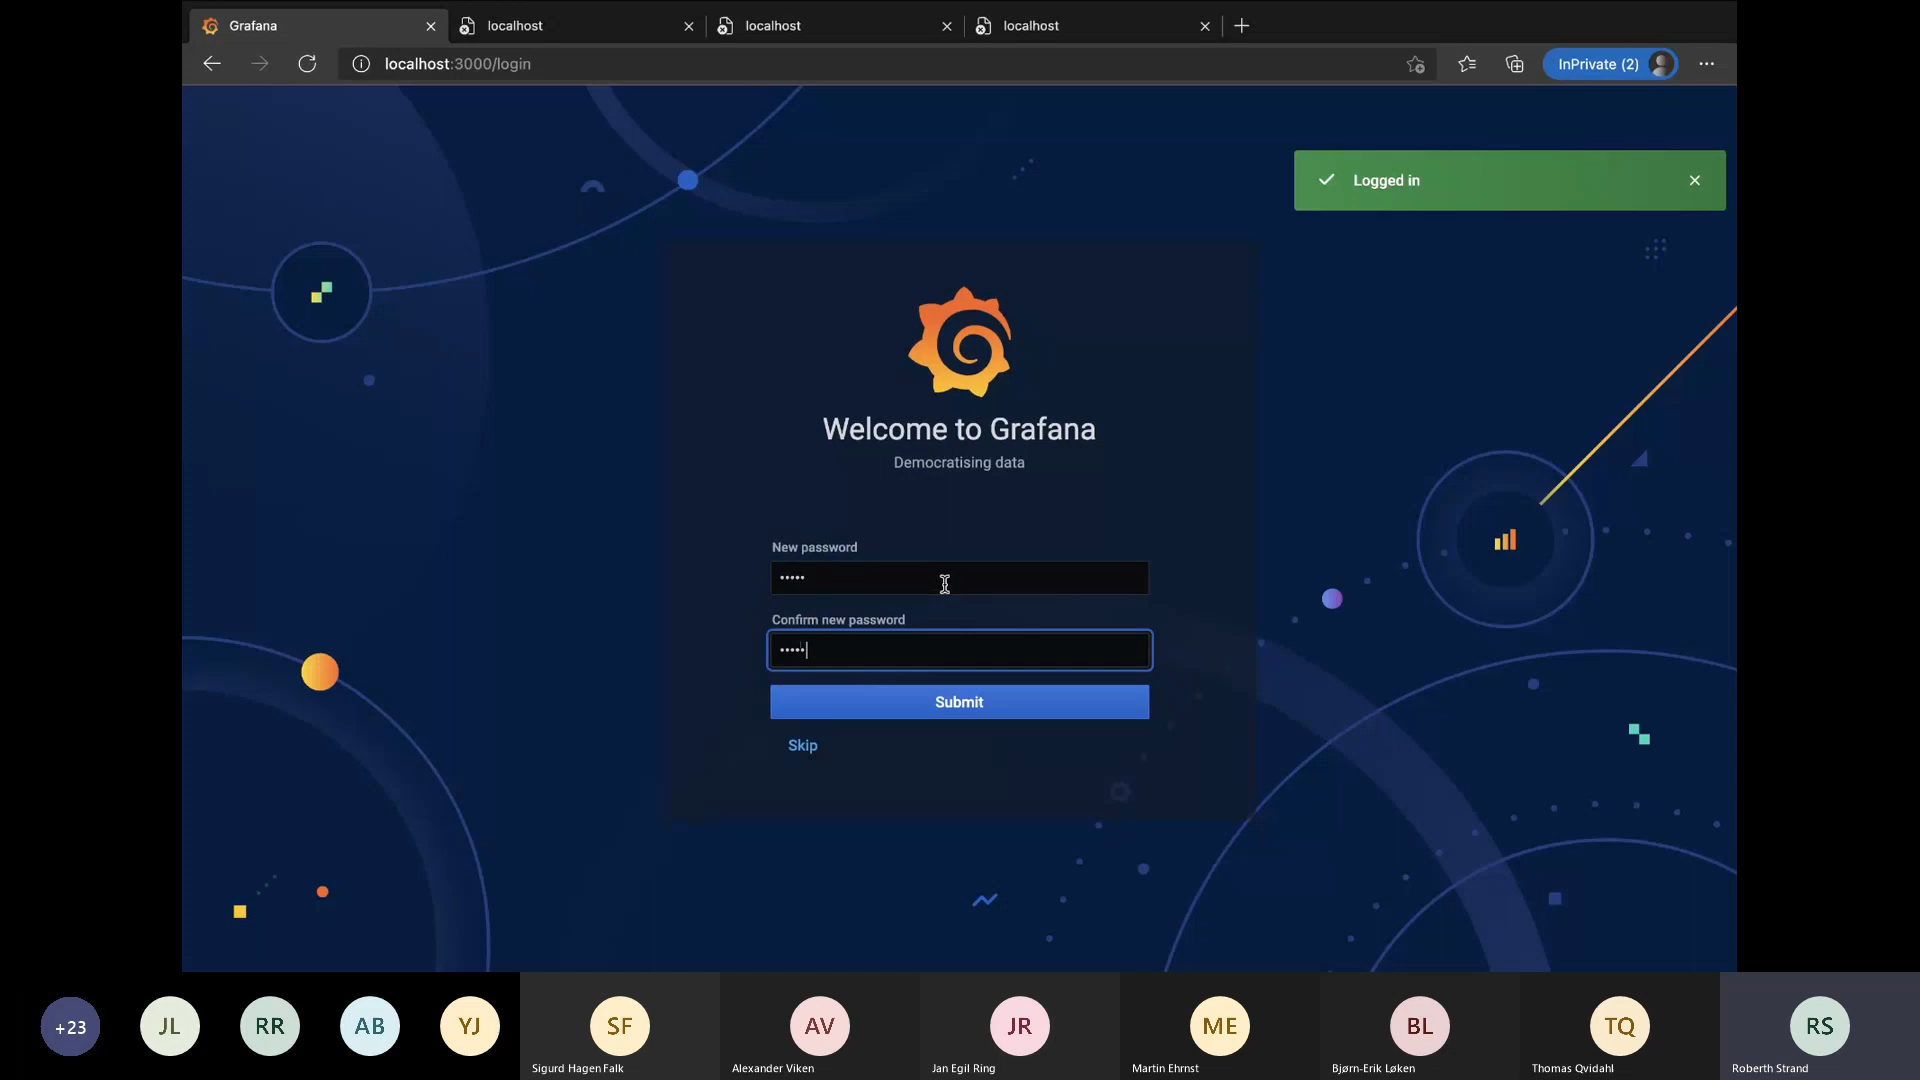 Grafana
localhost
localhost
localhost
localhost:3000/login
InPrivate (2)
Logged in
Welcome to Grafana
Democratising data
New password
•••••
Confirm new password
•••••
Submit
Skip
+23
JL
RR
AB
YJ
SF
AV
JR
ME
BL
TQ
RS
Sigurd Hagen Falk
Alexander Viken
Jan Egil Ring
Martin Ehrnst
Bjørn-Erik Løken
Thomas Qvidahl
Roberth Strand